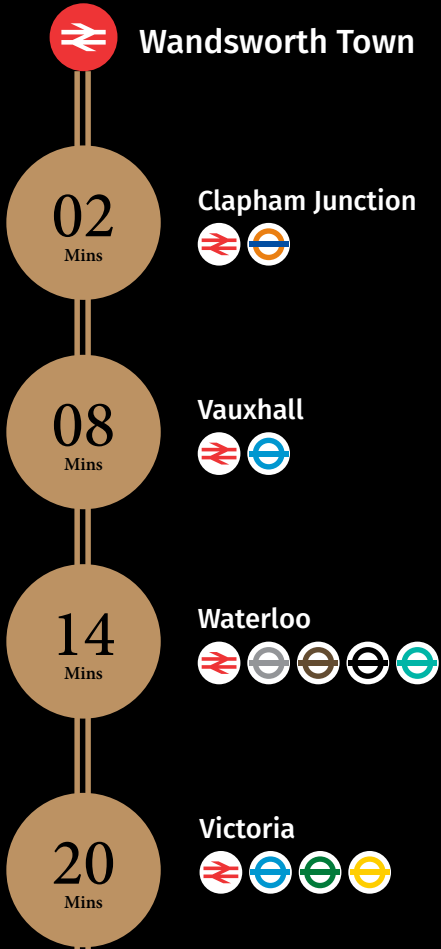 Wandsworth Town
02
Mins
Clapham Junction
08
Mins
Vauxhall
14
Mins
Waterloo
20
Mins
Victoria